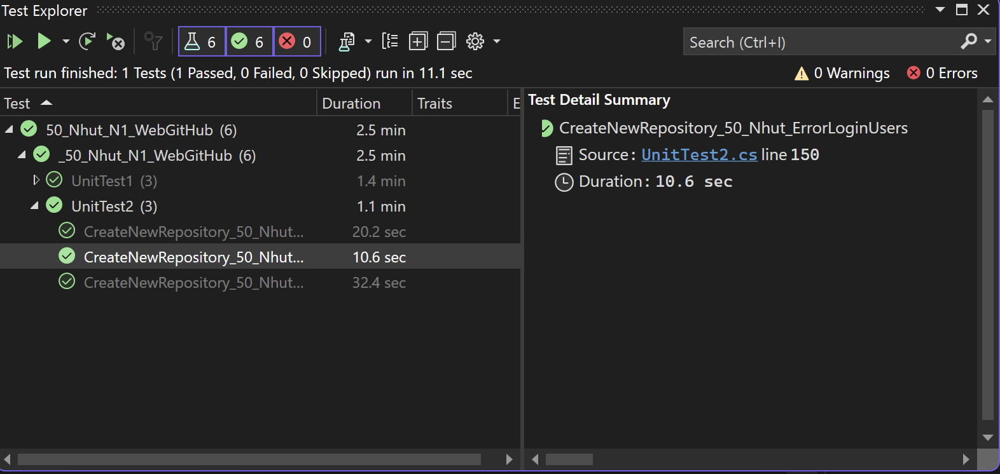 Test Explorer
6 6 0
Search (Ctrl+I)
Test run finished: 1 Tests (1 Passed, 0 Failed, 0 Skipped) run in 11.1 sec
0 Warnings 0 Errors
Test Duration Traits E
50_Nhut_N1_WebGitHub (6) 2.5 min
_50_Nhut_N1_WebGitHub (6) 2.5 min
UnitTest1 (3) 1.4 min
UnitTest2 (3) 1.1 min
CreateNewRepository_50_Nhut... 20.2 sec
CreateNewRepository_50_Nhut... 10.6 sec
CreateNewRepository_50_Nhut... 32.4 sec
Test Detail Summary
CreateNewRepository_50_Nhut_ErrorLoginUsers
Source: UnitTest2.cs line 150
Duration: 10.6 sec